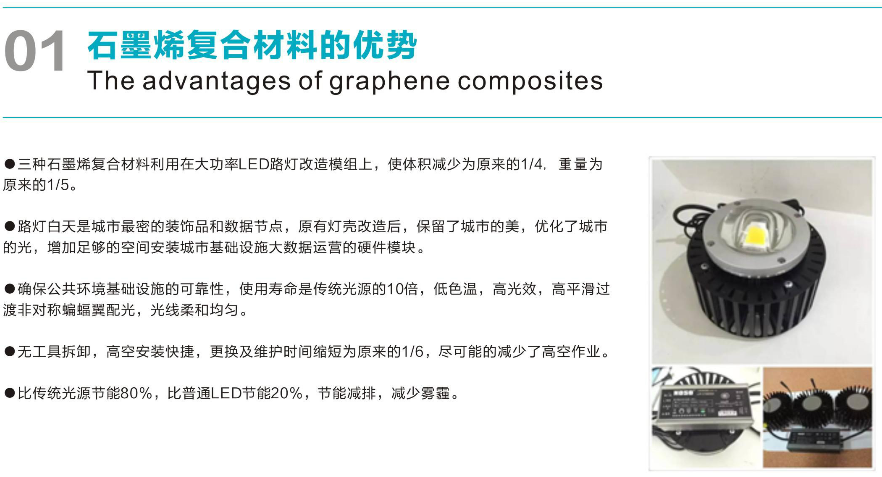 01
石墨烯复合材料的优势
The advantages of graphene composites
●三种石墨烯复合材料利用在大功率LED路灯改造模组上，使体积减少为原来的1/4，重量为
原来的1/5。
●路灯白天是城市最密的装饰品和数据节点，原有灯壳改造后，保留了城市的美，优化了城市
的光，增加足够的空间安装城市基础设施大数据运营的硬件模块。
●确保公共环境基础设施的可靠性，使用寿命是传统光源的10倍，低色温，高光效，高平滑过
渡非对称蝙蝠翼配光，光线柔和均匀。
●无工具拆卸，高空安装快捷，更换及维护时间缩短为原来的1/6，尽可能的减少了高空作业。
●比传统光源节能80%，比普通LED节能20%，节能减排，减少雾霾。